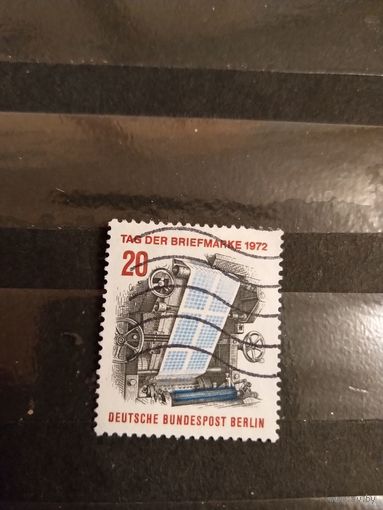 TAG DER BRIEFMARKE 1972
20
DEUTSCHE BUNDESPOST BERLIN